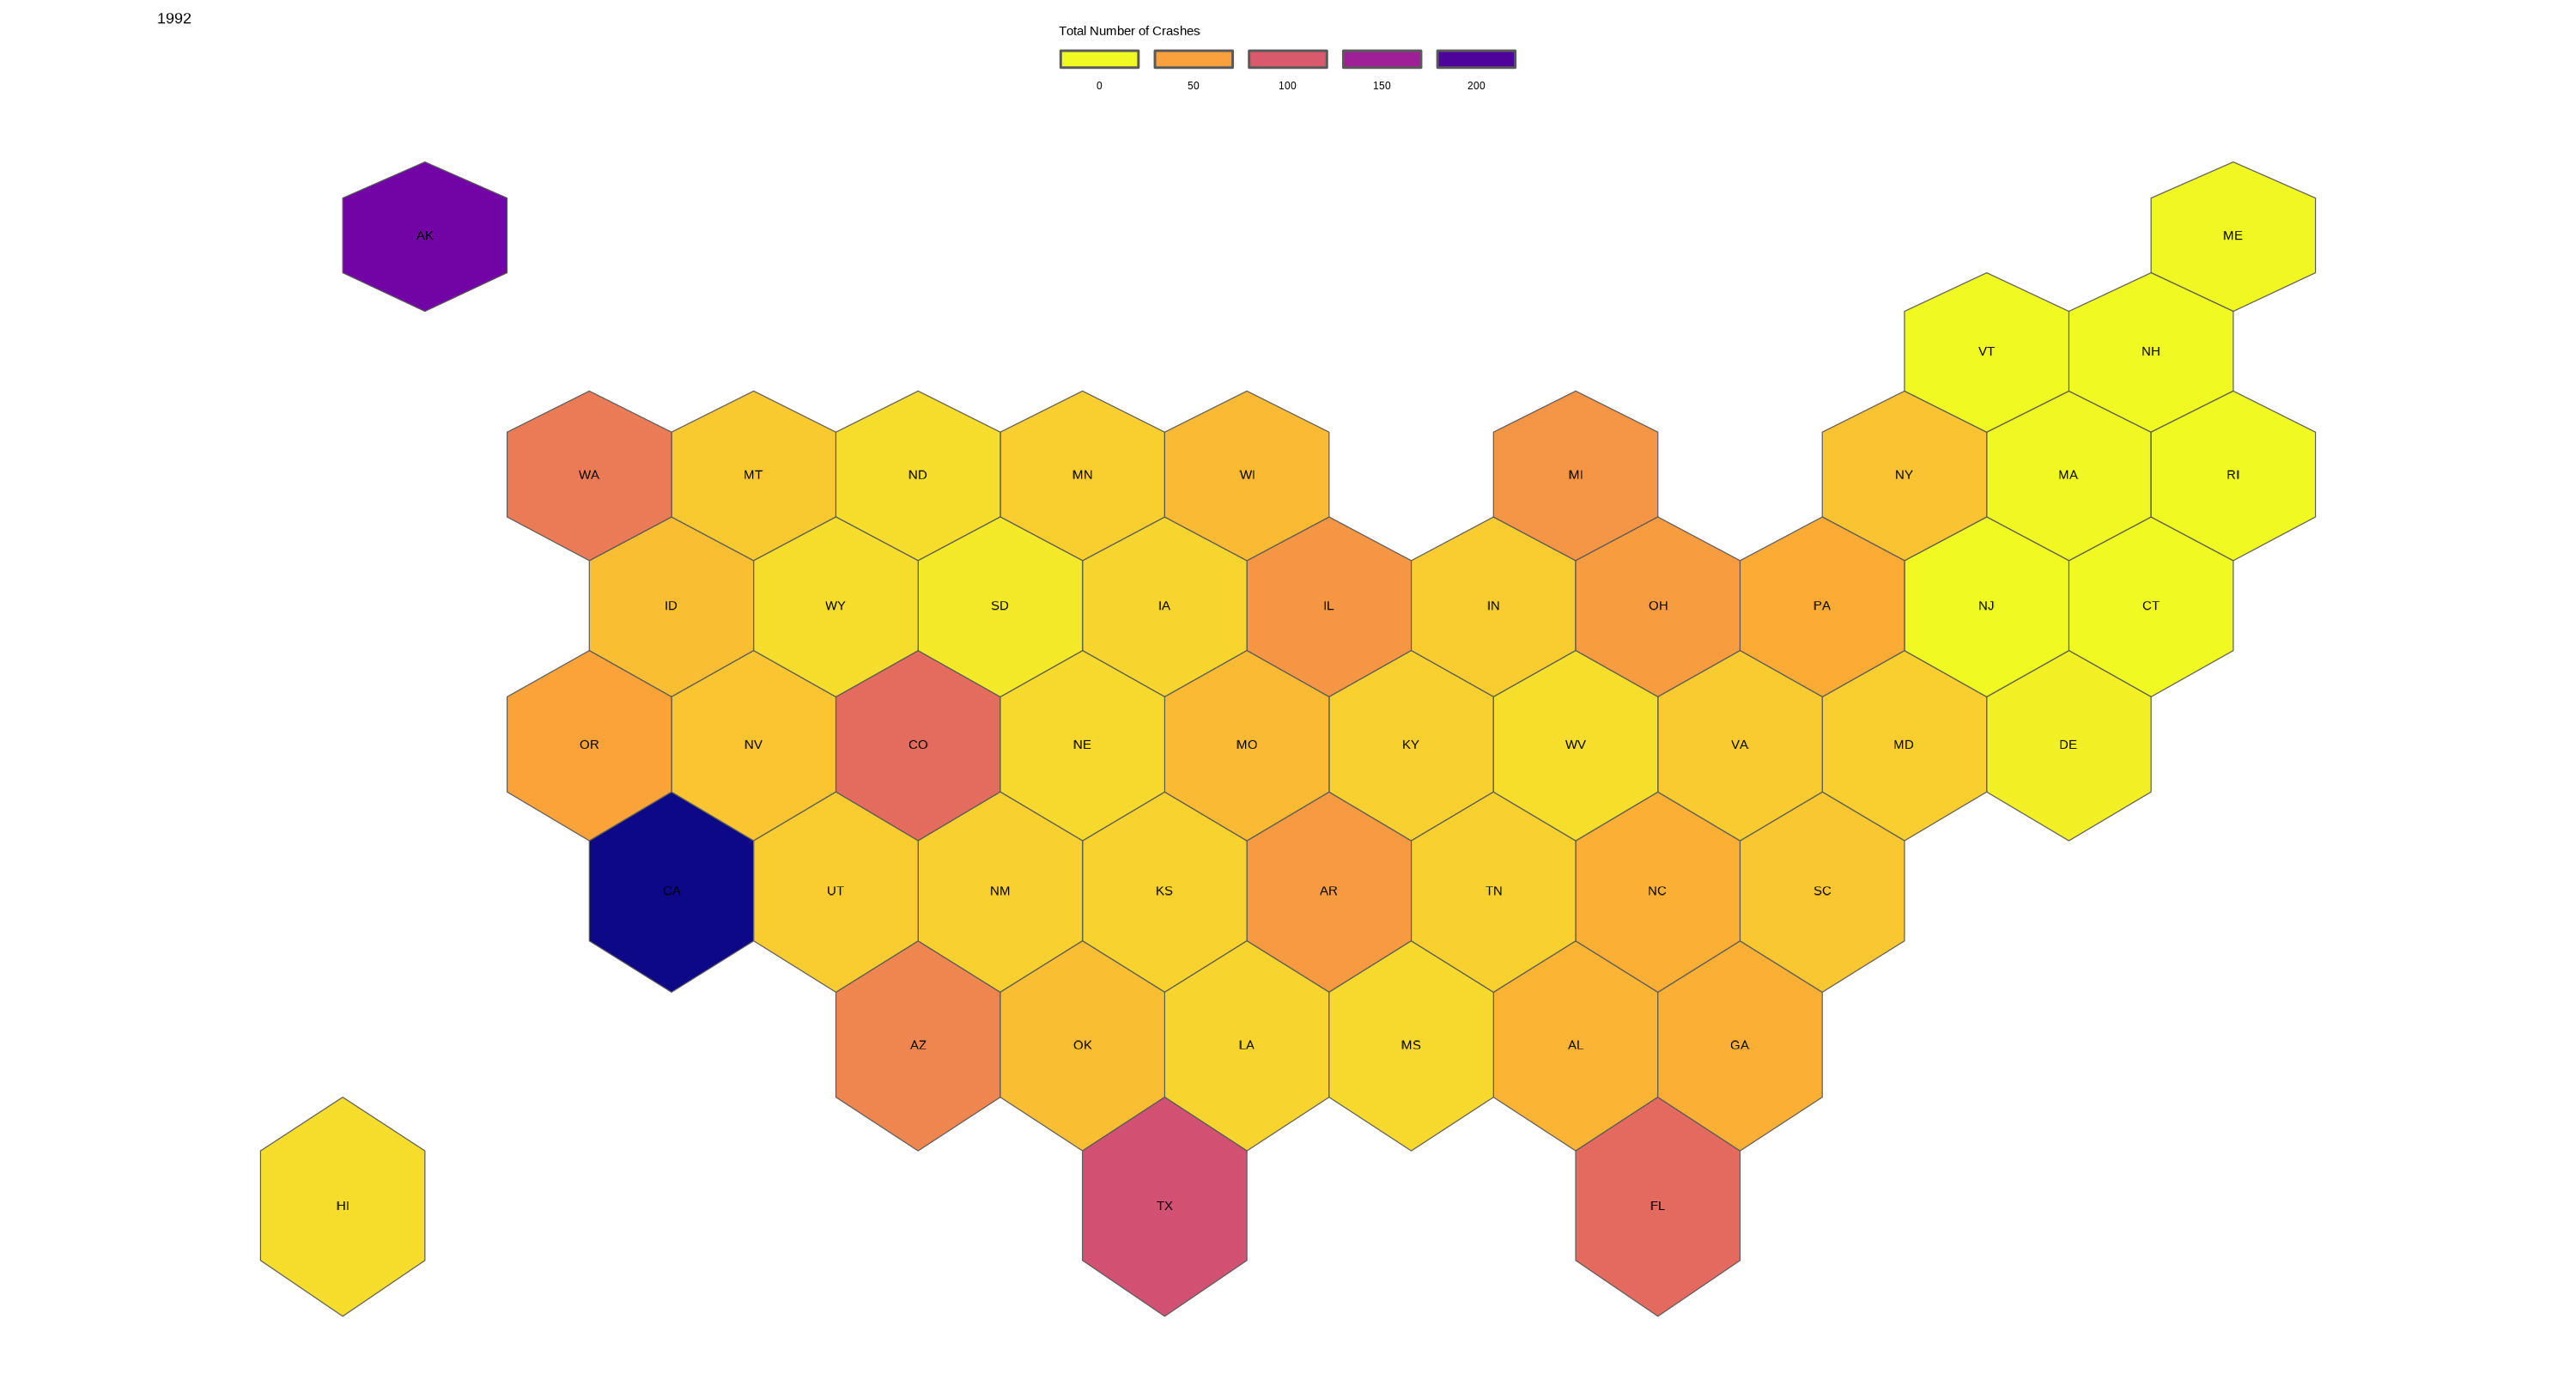 1992
Total Number of Crashes
0 50 100 150 200
AK ME
VT NH
WA MT ND MN WI MI NY MA RI
ID WY SD IA IL IN OH PA NJ CT
OR NV CO NE MO KY WV VA MD DE
CA UT NM KS AR TN NC SC
AZ OK LA MS AL GA
HI TX FL